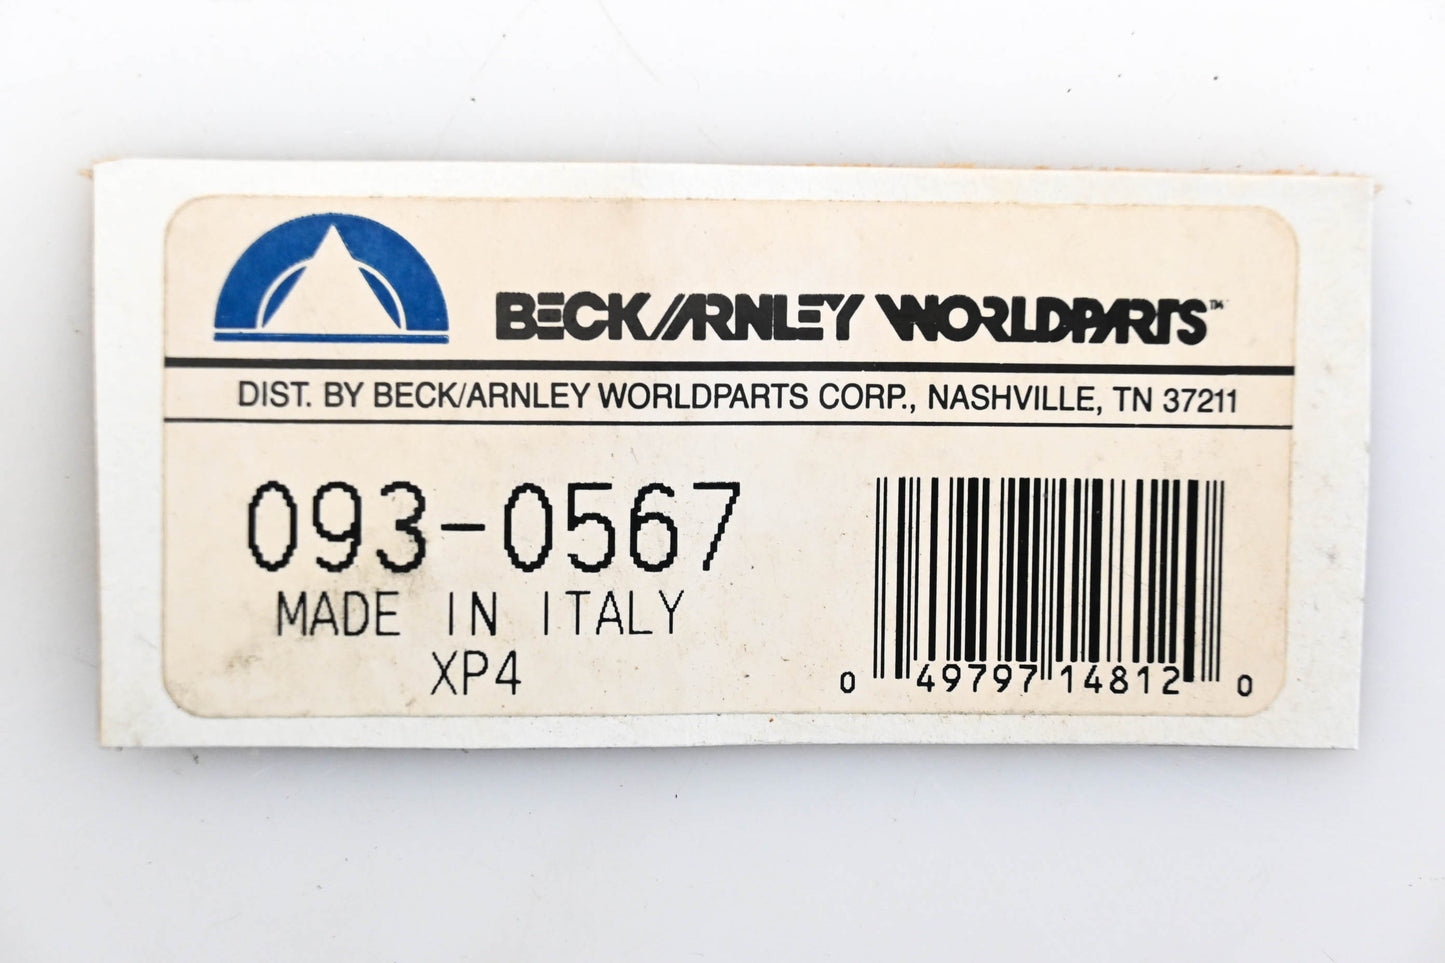 BECK/ARNLEY WORLDPARTS™
DIST. BY BECK/ARNLEY WORLDPARTS CORP., NASHVILLE, TN 37211
093-0567
MADE IN ITALY
XP4
0 49797 14812 0